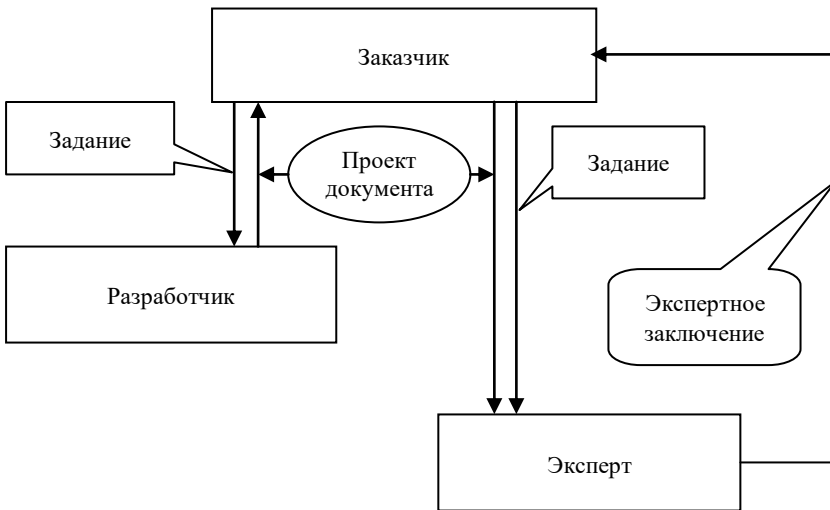 Заказчик
Задание
Проект
документа
Задание
Разработчик
Экспертное
заключение
Эксперт